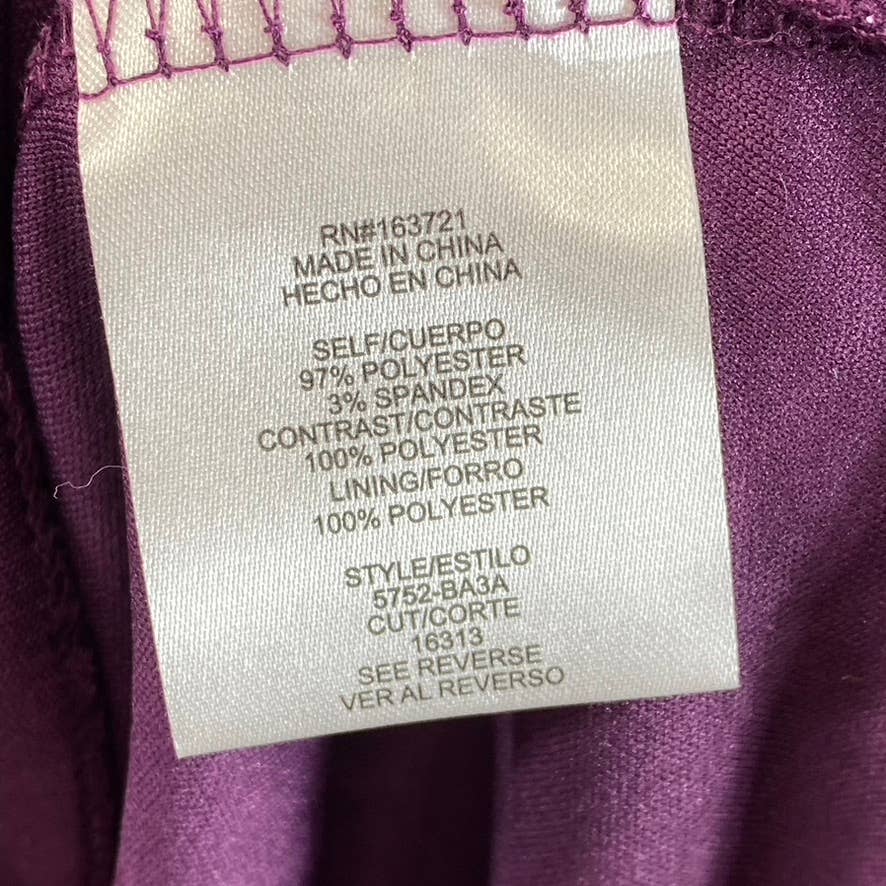 RN#163721
MADE IN CHINA
HECHO EN CHINA
SELF/CUERPO
97% POLYESTER
3% SPANDEX
CONTRAST/CONTRASTE
100% POLYESTER
LINING/FORRO
100% POLYESTER
STYLE/ESTILO
5752-BA3A
CUT/CORTE
16313
SEE REVERSE
VER AL REVERSO